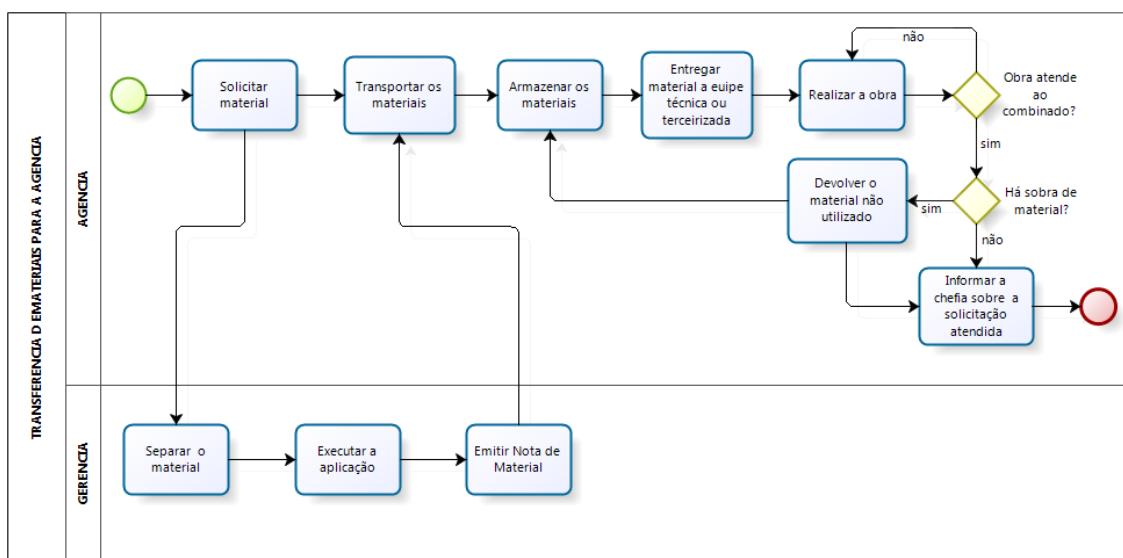 TRANSFERENCIA D EMATERIAIS PARA A AGENCIA
AGENCIA
Solicitar
material
Transportar os
materiais
Armazenar os
materiais
Entregar
material a euipe
técnica ou
terceirizada
Realizar a obra
não
Obra atende
ao
combinado?
sim
Devolver o
material não
utilizado
sim
Há sobra de
material?
não
Informar a
chefia sobre a
solicitação
atendida
GERENCIA
Separar o
material
Executar a
aplicação
Emitir Nota de
Material